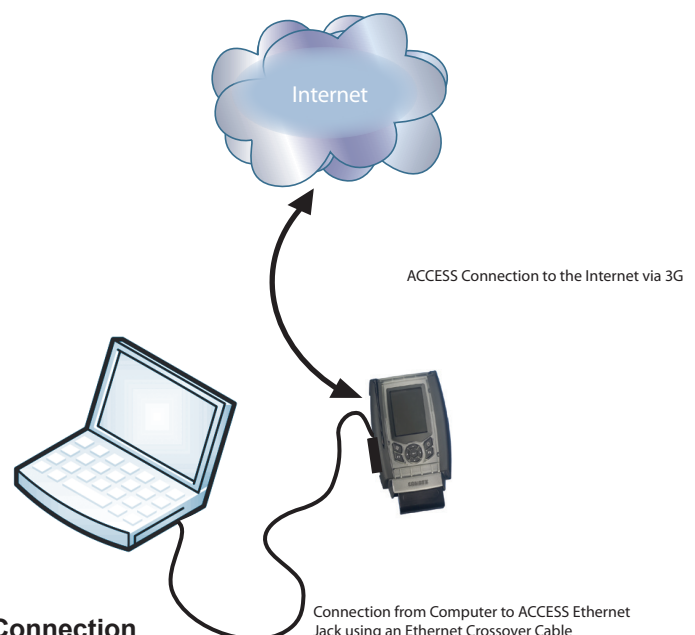 Internet
ACCESS Connection to the Internet via 3G
Connection from Computer to ACCESS Ethernet
Jack using an Ethernet Crossover Cable
Connection